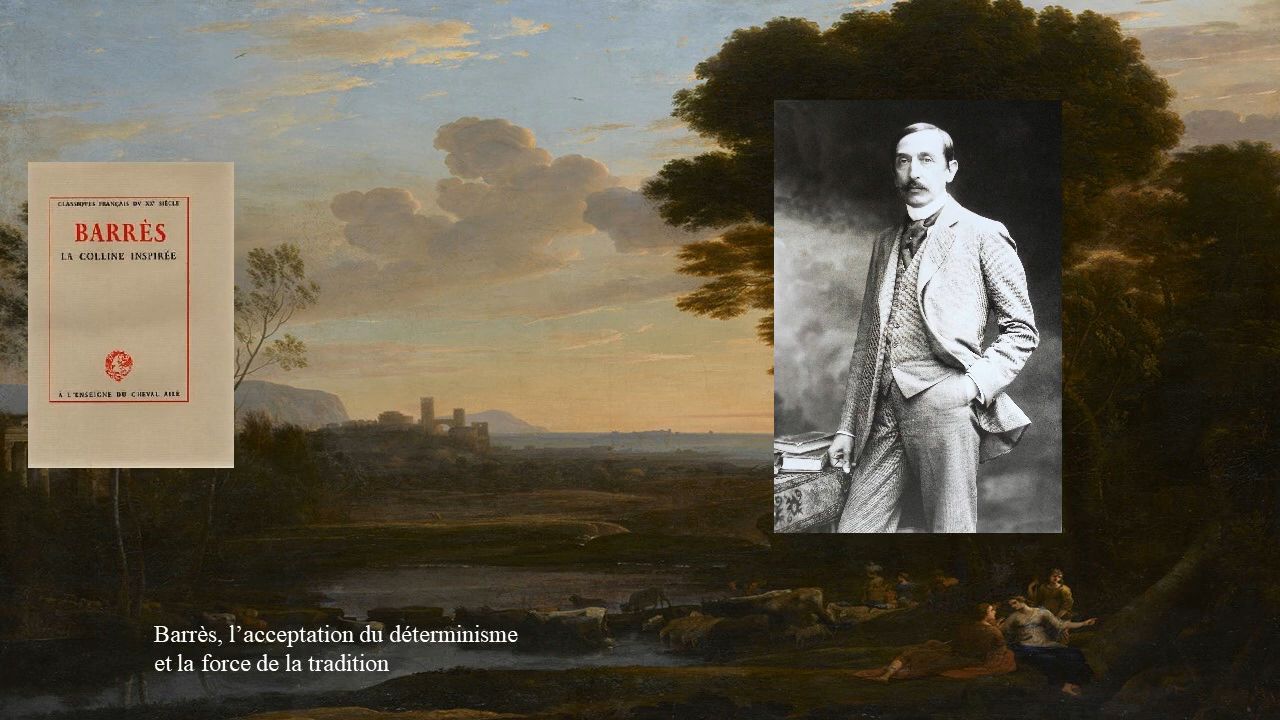 CLASSIQUES FRANÇAIS DU XXe SIÈCLE
BARRÈS
LA COLLINE INSPIRÉE
À L'ENSEIGNE DU CHEVAL AILÉ
Barrès, l’acceptation du déterminisme
et la force de la tradition